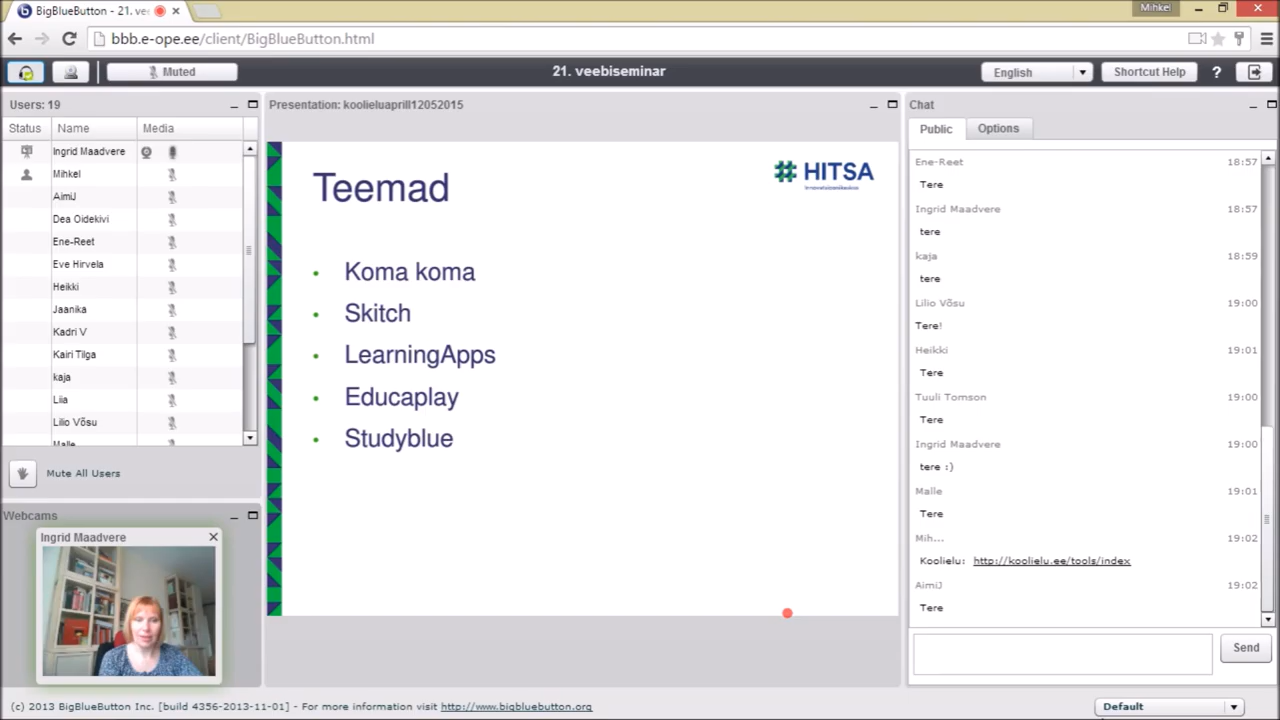 BigBlueButton - 21. vee
Mihkel
bbb.e-ope.ee/client/BigBlueButton.html
Muted
21. veebiseminar
English
Shortcut Help
?
Users: 19
Status Name Media
Ingrid Maadvere
Mihkel
AimiJ
Dea Oidekivi
Ene-Reet
Eve Hirvela
Heikki
Jaanika
Kadri V
Kairi Tilga
kaja
Liia
Lilio Võsu
Malle
Mute All Users
Webcams
Ingrid Maadvere
Presentation: koolieluaprill12052015
Teemad
HITSA
• Koma koma
• Skitch
• LearningApps
• Educaplay
• Studyblue
Chat
Public Options
Ene-Reet 18:57
Tere
Ingrid Maadvere 18:57
tere
kaja 18:59
tere
Lilio Võsu 19:00
Tere!
Heikki 19:01
Tere
Tuuli Tomson 19:00
Tere
Ingrid Maadvere 19:00
tere :)
Malle 19:01
Tere
Mih... 19:02
Koolielu: http://koolielu.ee/tools/index
AimiJ 19:02
Tere
Send
(c) 2013 BigBlueButton Inc. [build 4356-2013-11-01] - For more information visit http://www.bigbluebutton.org
Default